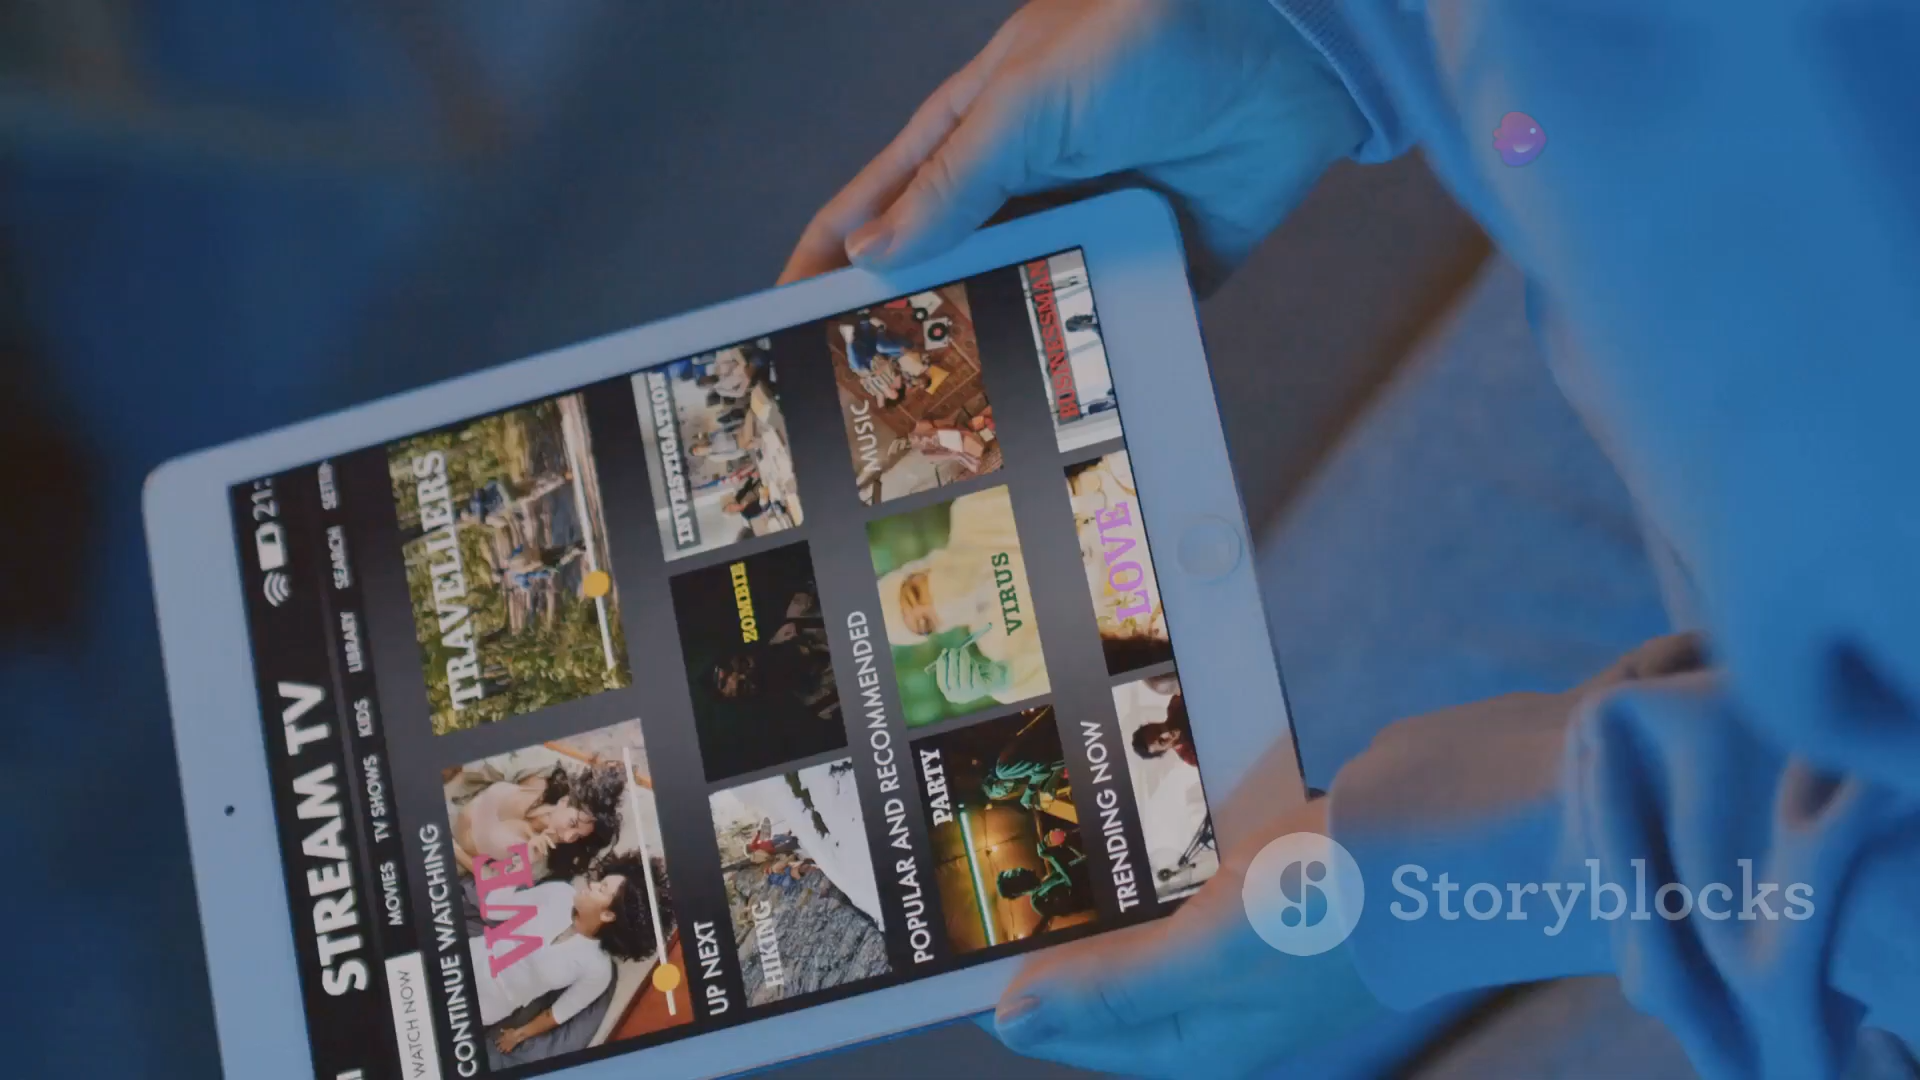 21:
STREAM TV
WATCH NOW
MOVIES TV SHOWS KIDS LIBRARY SEARCH
CONTINUE WATCHING
WE
TRAVELLERS
UP NEXT
HIKING
ZOMBIE
INVESTIGATION
POPULAR AND RECOMMENDED
PARTY
VIRUS
MUSIC
TRENDING NOW
LOVE
BUSINESSMAN
Storyblocks